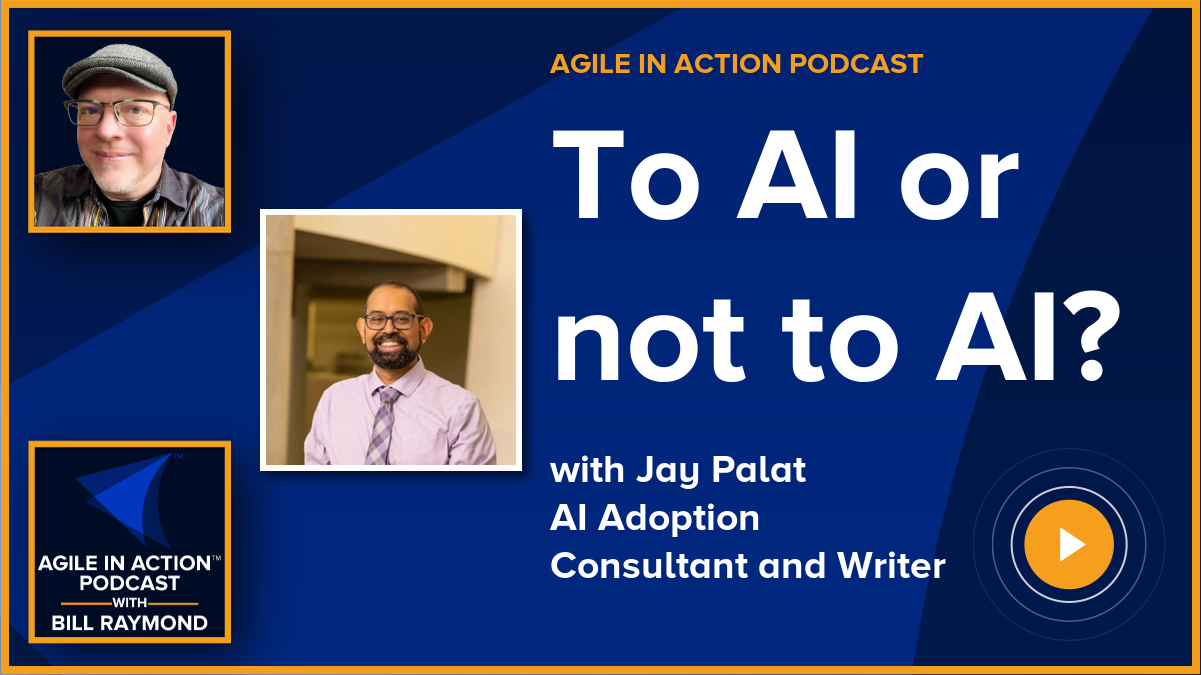 AGILE IN ACTION PODCAST
To AI or
not to AI?
with Jay Palat
AI Adoption
Consultant and Writer
TM
AGILE IN ACTION™
PODCAST
WITH
BILL RAYMOND